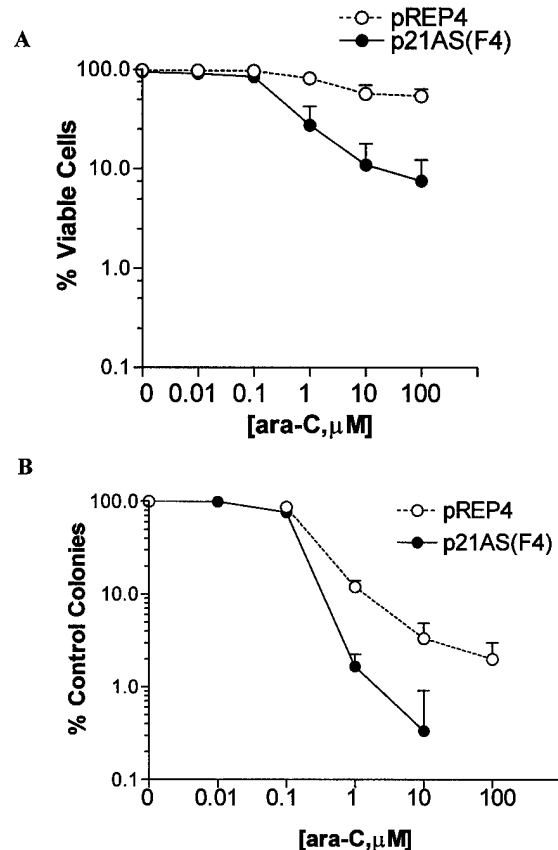 A
pREP4
p21AS(F4)
% Viable Cells
100.0
10.0
1.0
0.1
0 0.01 0.1 1 10 100
[ara-C,μM]
B
pREP4
p21AS(F4)
% Control Colonies
100.0
10.0
1.0
0.1
0 0.01 0.1 1 10 100
[ara-C,μM]